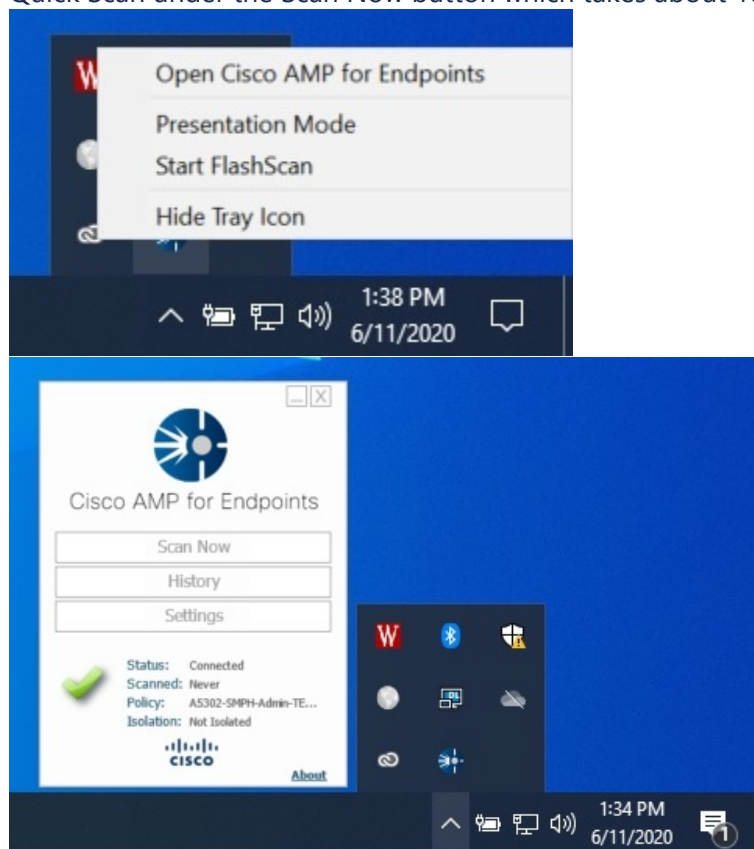 Quick Scan under the Scan Now button which takes about
W
Open Cisco AMP for Endpoints
Presentation Mode
Start FlashScan
Hide Tray Icon
1:38 PM
6/11/2020
_ X
Cisco AMP for Endpoints
Scan Now
History
Settings
Status: Connected
Scanned: Never
Policy: A5302-SMPH-Admin-TE...
Isolation: Not Isolated
CISCO
About
W
1:34 PM
6/11/2020
1